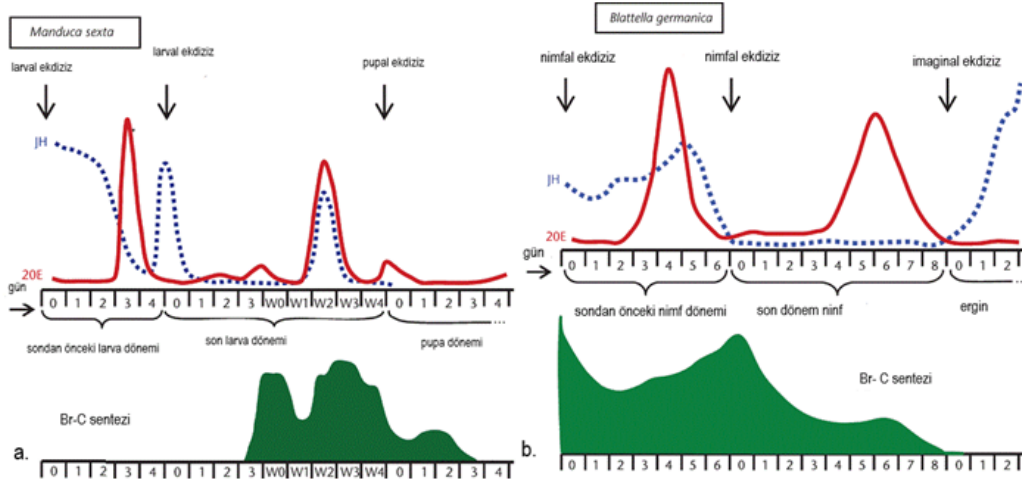 Manduca sexta
larval ekdiziz
larval ekdiziz
pupal ekdiziz
JH
20E
gün
0 1 2 3 4 0 1 2 3 W0 W1 W2 W3 W4 0 1 2 3 4
sondan önceki larva dönemi
son larva dönemi
pupa dönemi
...
Br-C sentezi
a.
0 1 2 3 4 0 1 2 3 W0 W1 W2 W3 W4 0 1 2 3 4
Blattella germanica
nimfal ekdiziz
nimfal ekdiziz
imaginal ekdiziz
JH
20E
gün
0 1 2 3 4 5 6 0 1 2 3 4 5 6 7 8 0 1 2
sondan önceki nimf dönemi
son dönem ninf
ergin
...
Br- C sentezi
b.
0 1 2 3 4 5 6 0 1 2 3 4 5 6 7 8 0 1 2